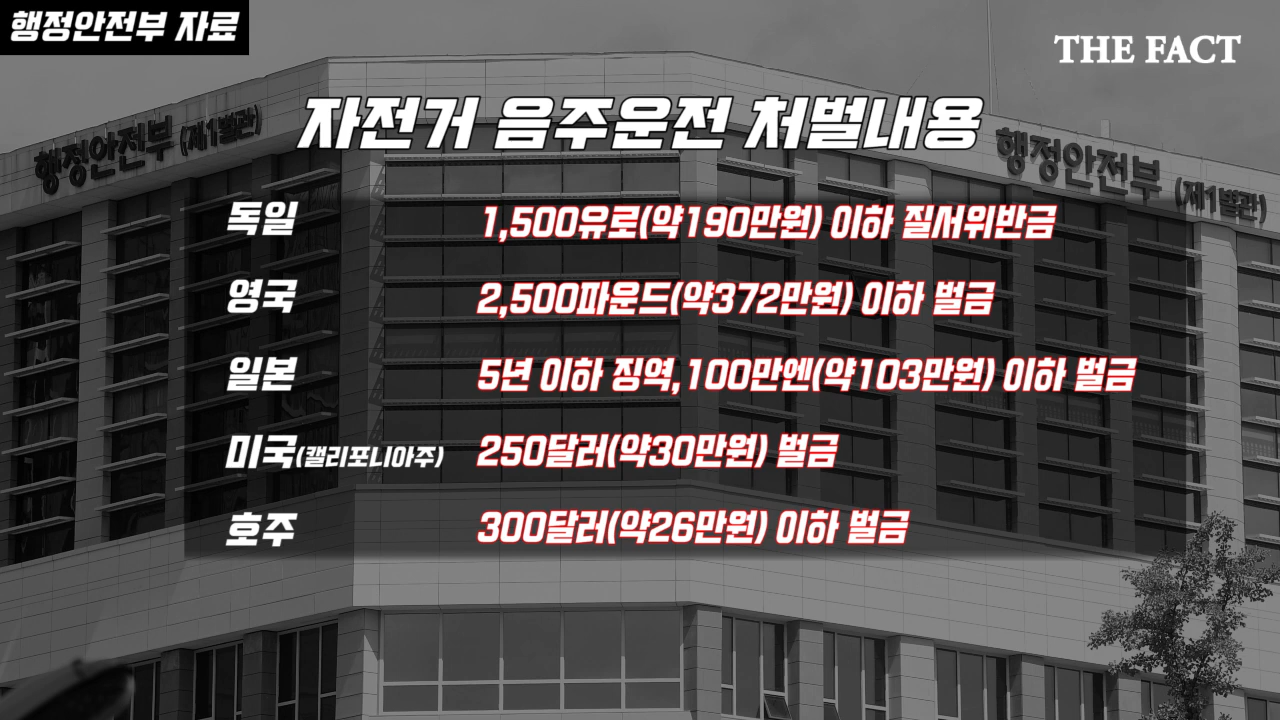 행정안전부 자료
THE FACT
자전거 음주운전 처벌내용
행정안전부 (제1별관)
행정안전부 (제1별관)
독일 1,500유로(약190만원) 이하 질서위반금
영국 2,500파운드(약372만원) 이하 벌금
일본 5년 이하 징역,100만엔(약103만원) 이하 벌금
미국(캘리포니아주) 250달러(약30만원) 벌금
호주 300달러(약26만원) 이하 벌금